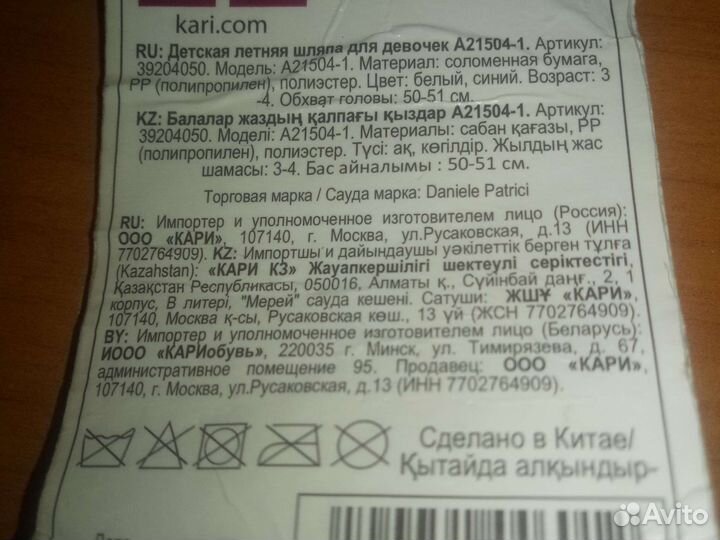 kari.com
RU: Детская летняя шляпа для девочек A21504-1. Артикул:
39204050. Модель: A21504-1. Материал: соломенная бумага,
PP (полипропилен), полиэстер. Цвет: белый, синий. Возраст: 3
-4. Обхват головы: 50-51 см.
KZ: Балалар жаздың қалпағы қыздар A21504-1. Артикул:
39204050. Моделі: A21504-1. Материалы: сабан қағазы, PP
(полипропилен), полиэстер. Түсі: ақ, көгілдір. Жылдың жас
шамасы: 3-4. Бас айналымы : 50-51 см.
Торговая марка / Сауда марка: Daniele Patrici
RU: Импортер и уполномоченное изготовителем лицо (Россия):
ООО «КАРИ», 107140, г. Москва, ул.Русаковская, д.13 (ИНН
7702764909). KZ: Импортшы и дайындаушы уәкілеттік берген тұлға
(Kazahstan): «КАРИ КЗ» Жауапкершілігі шектеулі серіктестігі,
Қазақстан Республикасы, 050016, Алматы қ., Сүйінбай даңғ., 2, 1
корпус, В литері, "Мерей" сауда кешені. Сатуши: ЖШҰ «КАРИ»,
107140, Москва қ-сы, Русаковская көш., 13 үй (ЖСН 7702764909).
BY: Импортер и уполномоченное изготовителем лицо (Беларусь):
ИООО «КАРИобувь», 220035 г. Минск, ул. Тимирязева, д. 67,
административное помещение 95. Продавец: ООО «КАРИ»,
107140, г. Москва, ул.Русаковская, д.13 (ИНН 7702764909).
Сделано в Китае/
Қытайда алқындыр-
Avito